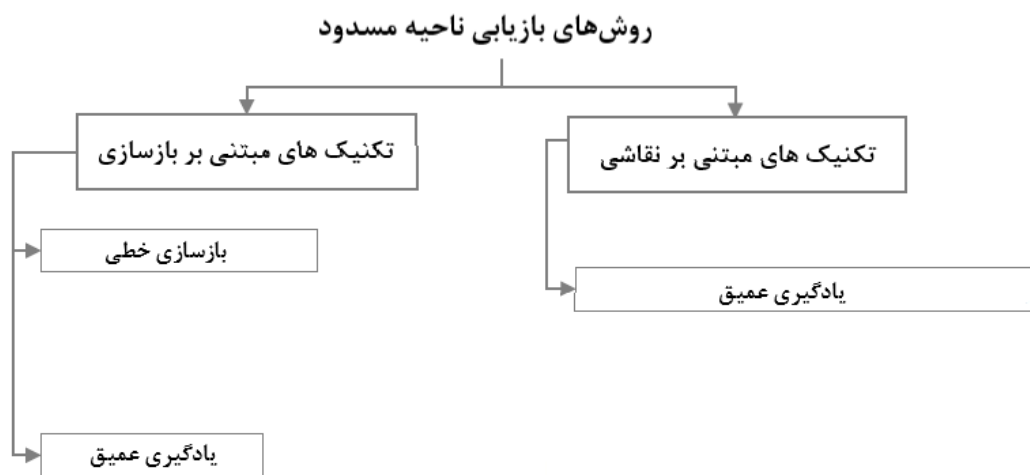 روش‌های بازیابی ناحیه مسدود
تکنیک های مبتنی بر نقاشی
یادگیری عمیق
تکنیک های مبتنی بر بازسازی
بازسازی خطی
یادگیری عمیق